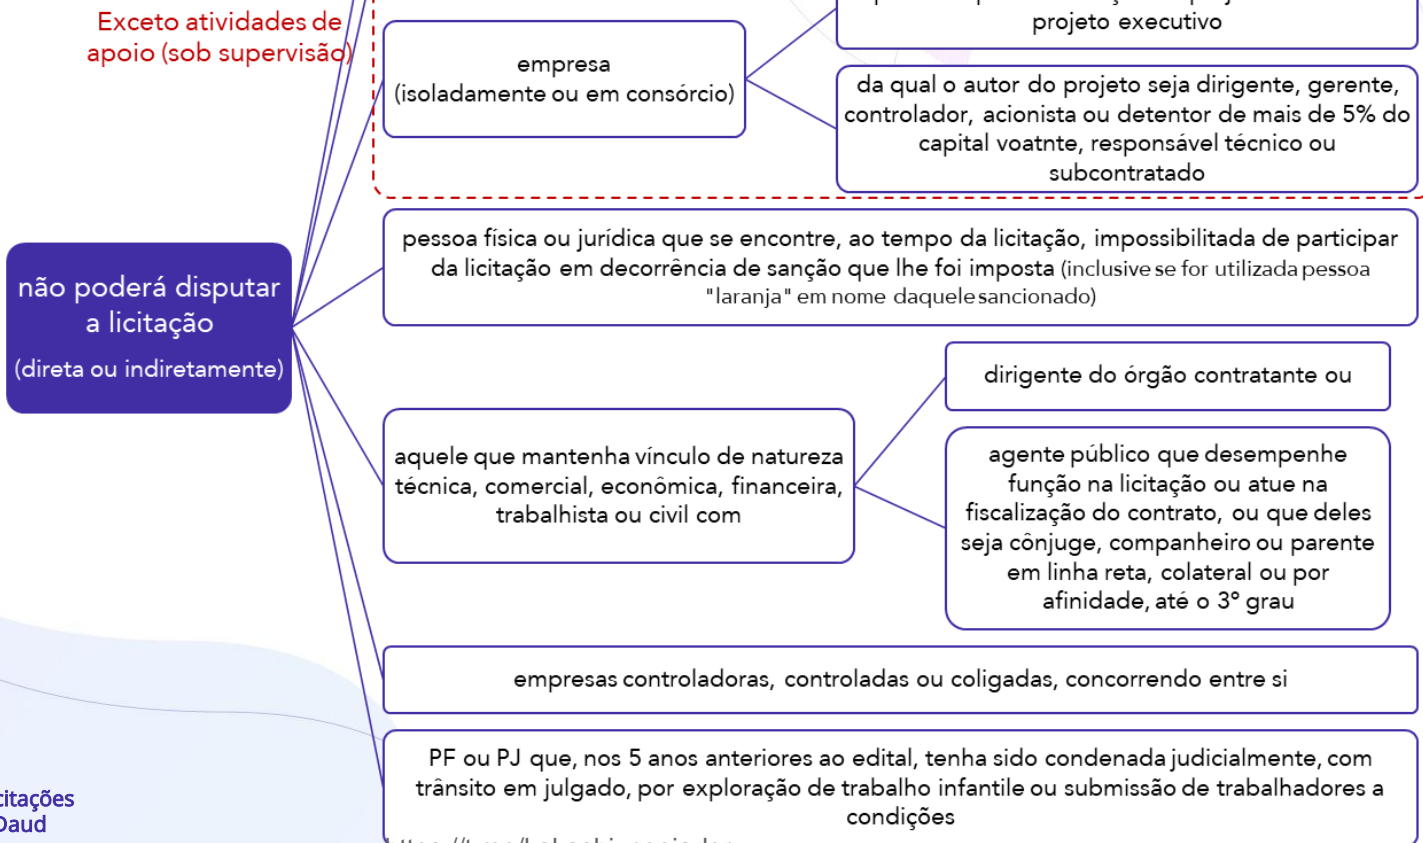 Exceto atividades de
apoio (sob supervisão)
projeto executivo
empresa
(isoladamente ou em consórcio)
da qual o autor do projeto seja dirigente, gerente,
controlador, acionista ou detentor de mais de 5% do
capital voatnte, responsável técnico ou
subcontratado
pessoa física ou jurídica que se encontre, ao tempo da licitação, impossibilitada de participar
da licitação em decorrência de sanção que lhe foi imposta (inclusive se for utilizada pessoa
"laranja" em nome daquele sancionado)
não poderá disputar
a licitação
(direta ou indiretamente)
dirigente do órgão contratante ou
aquele que mantenha vínculo de natureza
técnica, comercial, econômica, financeira,
trabalhista ou civil com
agente público que desempenhe
função na licitação ou atue na
fiscalização do contrato, ou que deles
seja cônjuge, companheiro ou parente
em linha reta, colateral ou por
afinidade, até o 3º grau
empresas controladoras, controladas ou coligadas, concorrendo entre si
PF ou PJ que, nos 5 anos anteriores ao edital, tenha sido condenada judicialmente, com
trânsito em julgado, por exploração de trabalho infantile ou submissão de trabalhadores a
condições
citações
Daud